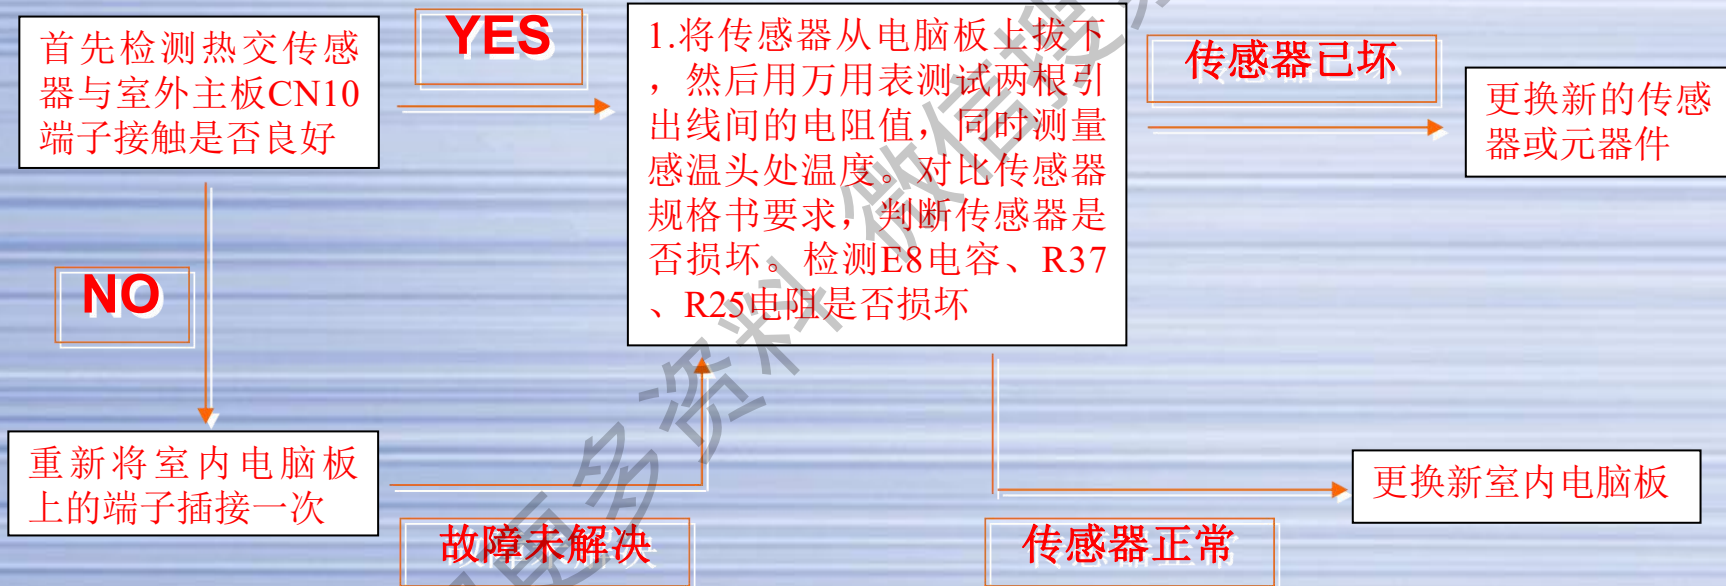 首先检测热交传感
器与室外主板CN10
端子接触是否良好
YES
1.将传感器从电脑板上拔下
，然后用万用表测试两根引
出线间的电阻值，同时测量
感温头处温度。对比传感器
规格书要求，判断传感器是
否损坏。检测E8电容、R37
、R25电阻是否损坏
传感器已坏
更换新的传感
器或元器件
NO
重新将室内电脑板
上的端子插接一次
故障未解决
传感器正常
更换新室内电脑板
更多资料 微信搜